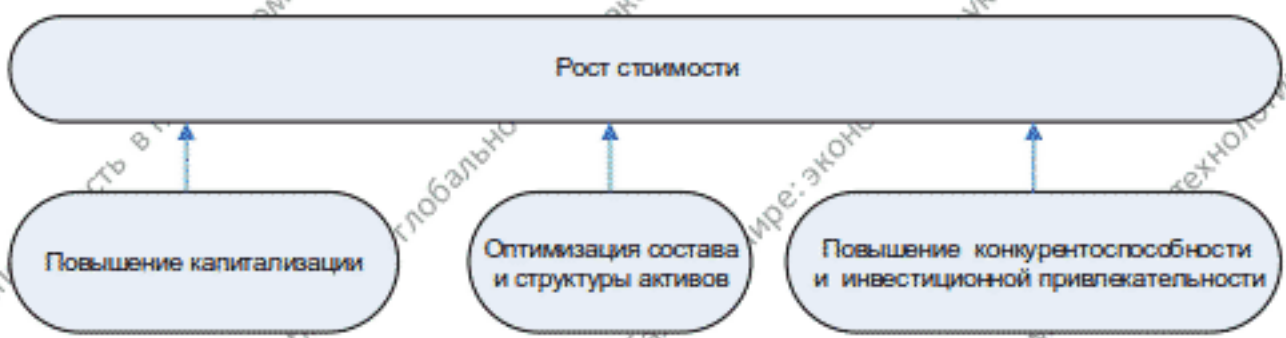 Рост стоимости
Повышение капитализации
Оптимизация состава
и структуры активов
Повышение конкурентоспособности
и инвестиционной привлекательности